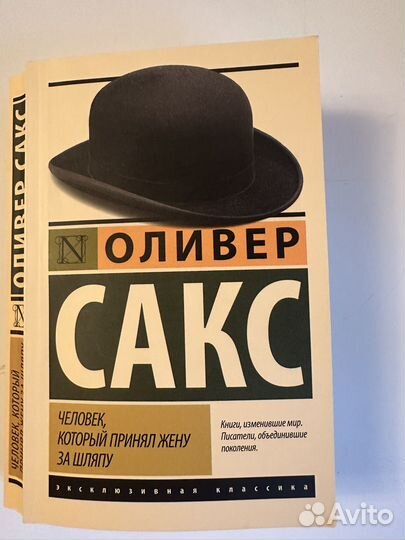 N ОЛИВЕР
САКС
ЧЕЛОВЕК,
КОТОРЫЙ ПРИНЯЛ ЖЕНУ
ЗА ШЛЯПУ
Книги, изменившие мир.
Писатели, объединившие
поколения.
эксклюзивная классика
ОЛИВЕР САКС
ЧЕЛОВЕК, КОТОРЫЙ
Avito